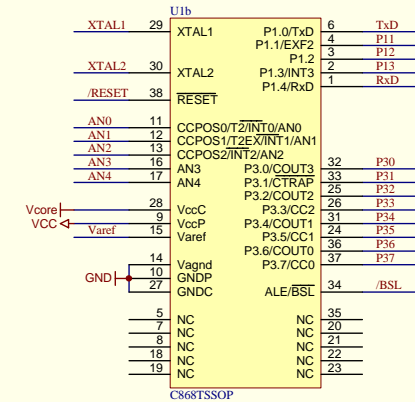 U1b
XTAL1 29 XTAL1 P1.0/TxD 6 TxD
P1.1/EXF2 4 P11
P1.2 3 P12
XTAL2 30 XTAL2 P1.3/INT3 2 P13
P1.4/RxD 1 RxD
/RESET 38 RESET
AN0 11 CCPOS0/T2/INT0/AN0
AN1 12 CCPOS1/T2EX/INT1/AN1
AN2 13 CCPOS2/INT2/AN2
AN3 16 AN3 P3.0/COUT3 32 P30
AN4 17 AN4 P3.1/CTRAP 33 P31
P3.2/COUT2 25 P32
Vcore 28 VccC P3.3/CC2 26 P33
VCC 9 VccP P3.4/COUT1 31 P34
Varef 15 Varef P3.5/CC1 24 P35
P3.6/COUT0 36 P36
14 Vagnd P3.7/CC0 37 P37
GND 10 GNDP
27 GNDC ALE/BSL 34 /BSL
5 NC NC 35
7 NC NC 20
8 NC NC 21
18 NC NC 22
19 NC NC 23
C868TSSOP